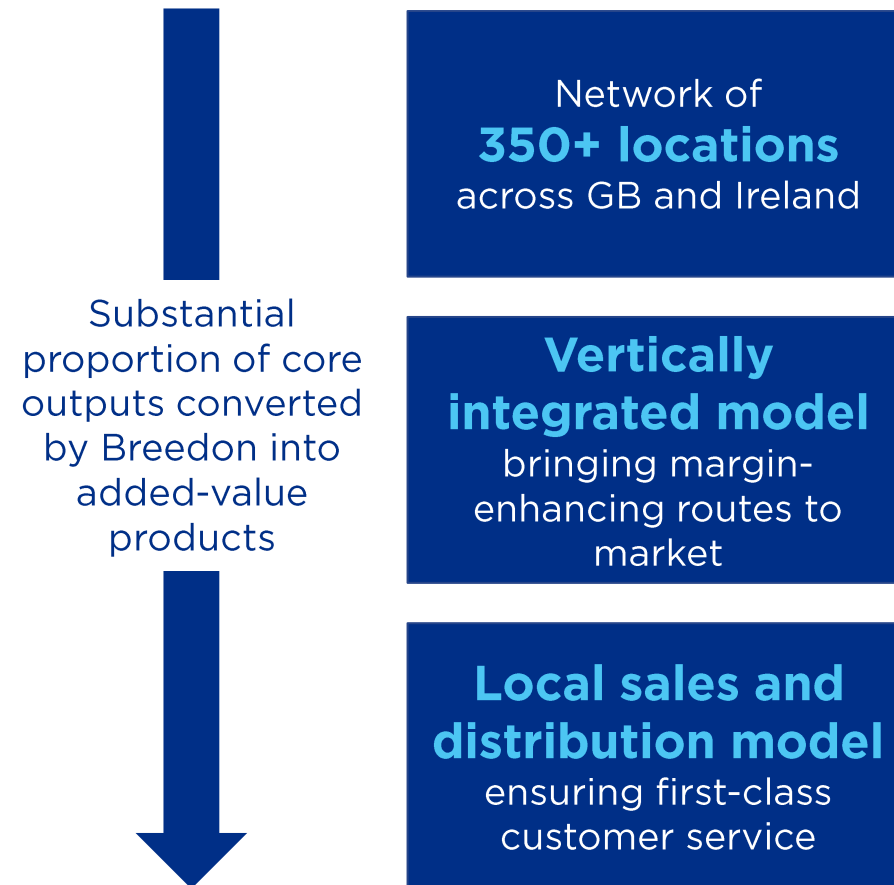 Substantial
proportion of core
outputs converted
by Breedon into
added-value
products
Network of
350+ locations
across GB and Ireland
Vertically
integrated model
bringing margin-
enhancing routes to
market
Local sales and
distribution model
ensuring first-class
customer service